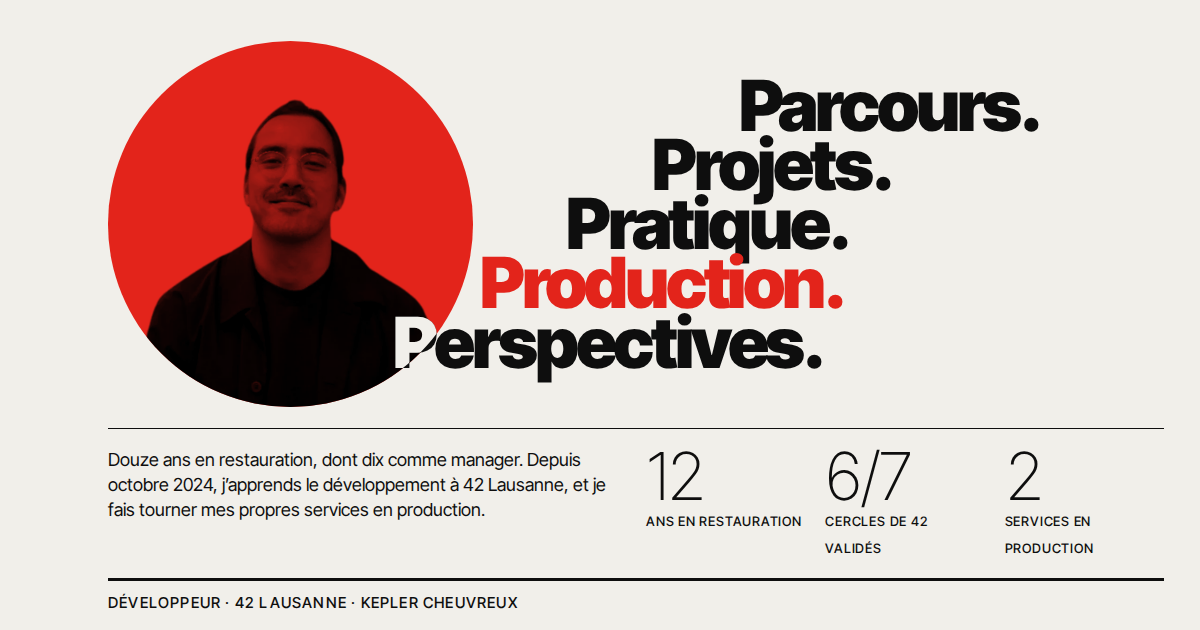 Parcours.
Projets.
Pratique.
Production.
Perspectives.
Douze ans en restauration, dont dix comme manager. Depuis
octobre 2024, j’apprends le développement à 42 Lausanne, et je
fais tourner mes propres services en production.
12
ANS EN RESTAURATION
6/7
CERCLES DE 42
VALIDÉS
2
SERVICES EN
PRODUCTION
DÉVELOPPEUR · 42 LAUSANNE · KEPLER CHEUVREUX